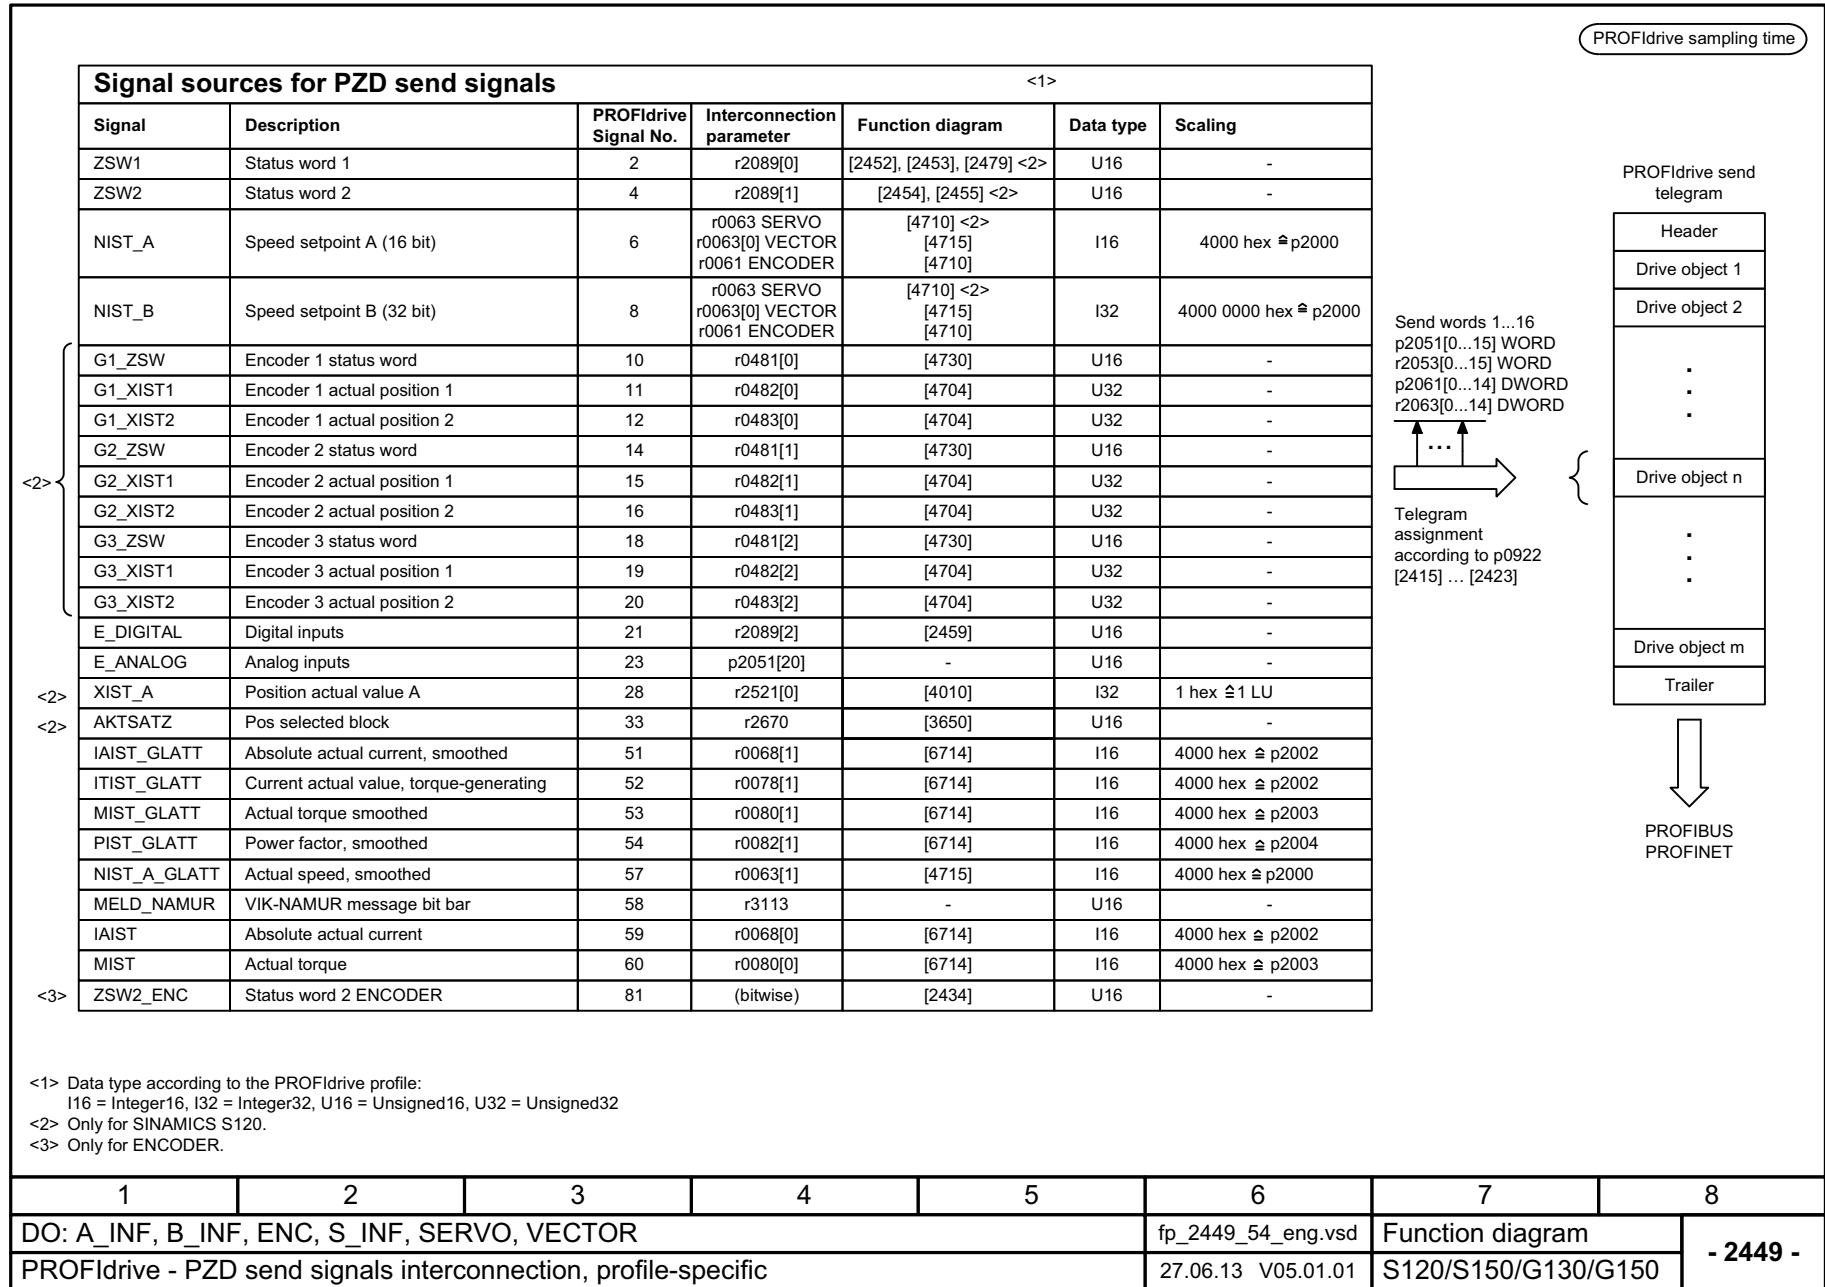 PROFIdrive sampling time
Signal sources for PZD send signals <1>
Signal Description PROFIdrive Signal No. Interconnection parameter Function diagram Data type Scaling
ZSW1 Status word 1 2 r2089[0] [2452], [2453], [2479] <2> U16 -
ZSW2 Status word 2 4 r2089[1] [2454], [2455] <2> U16 -
NIST_A Speed setpoint A (16 bit) 6 r0063 SERVO r0063[0] VECTOR r0061 ENCODER [4710] <2> [4715] [4710] I16 4000 hex ≙ p2000
NIST_B Speed setpoint B (32 bit) 8 r0063 SERVO r0063[0] VECTOR r0061 ENCODER [4710] <2> [4715] [4710] I32 4000 0000 hex ≙ p2000
<2>
G1_ZSW Encoder 1 status word 10 r0481[0] [4730] U16 -
G1_XIST1 Encoder 1 actual position 1 11 r0482[0] [4704] U32 -
G1_XIST2 Encoder 1 actual position 2 12 r0483[0] [4704] U32 -
G2_ZSW Encoder 2 status word 14 r0481[1] [4730] U16 -
G2_XIST1 Encoder 2 actual position 1 15 r0482[1] [4704] U32 -
G2_XIST2 Encoder 2 actual position 2 16 r0483[1] [4704] U32 -
G3_ZSW Encoder 3 status word 18 r0481[2] [4730] U16 -
G3_XIST1 Encoder 3 actual position 1 19 r0482[2] [4704] U32 -
G3_XIST2 Encoder 3 actual position 2 20 r0483[2] [4704] U32 -
E_DIGITAL Digital inputs 21 r2089[2] [2459] U16 -
E_ANALOG Analog inputs 23 p2051[20] - U16 -
<2> XIST_A Position actual value A 28 r2521[0] [4010] I32 1 hex ≙ 1 LU
<2> AKTSATZ Pos selected block 33 r2670 [3650] U16 -
IAIST_GLATT Absolute actual current, smoothed 51 r0068[1] [6714] I16 4000 hex ≙ p2002
ITIST_GLATT Current actual value, torque-generating 52 r0078[1] [6714] I16 4000 hex ≙ p2002
MIST_GLATT Actual torque smoothed 53 r0080[1] [6714] I16 4000 hex ≙ p2003
PIST_GLATT Power factor, smoothed 54 r0082[1] [6714] I16 4000 hex ≙ p2004
NIST_A_GLATT Actual speed, smoothed 57 r0063[1] [4715] I16 4000 hex ≙ p2000
MELD_NAMUR VIK-NAMUR message bit bar 58 r3113 - U16 -
IAIST Absolute actual current 59 r0068[0] [6714] I16 4000 hex ≙ p2002
MIST Actual torque 60 r0080[0] [6714] I16 4000 hex ≙ p2003
<3> ZSW2_ENC Status word 2 ENCODER 81 (bitwise) [2434] U16 -
Send words 1...16
p2051[0...15] WORD
r2053[0...15] WORD
p2061[0...14] DWORD
r2063[0...14] DWORD
...
Telegram
assignment
according to p0922
[2415] … [2423]
PROFIdrive send
telegram
Header
Drive object 1
Drive object 2
.
.
.
Drive object n
.
.
.
Drive object m
Trailer
PROFIBUS
PROFINET
<1> Data type according to the PROFIdrive profile:
I16 = Integer16, I32 = Integer32, U16 = Unsigned16, U32 = Unsigned32
<2> Only for SINAMICS S120.
<3> Only for ENCODER.
1 2 3 4 5 6 7 8
DO: A_INF, B_INF, ENC, S_INF, SERVO, VECTOR fp_2449_54_eng.vsd Function diagram
- 2449 -
PROFIdrive - PZD send signals interconnection, profile-specific 27.06.13 V05.01.01 S120/S150/G130/G150